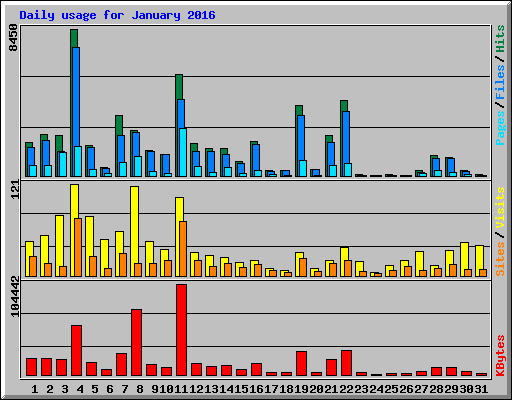 Daily usage for January 2016
8450
Pages/Files/Hits
121
Sites/Visits
104442
KBytes
1 2 3 4 5 6 7 8 9 10 11 12 13 14 15 16 17 18 19 20 21 22 23 24 25 26 27 28 29 30 31